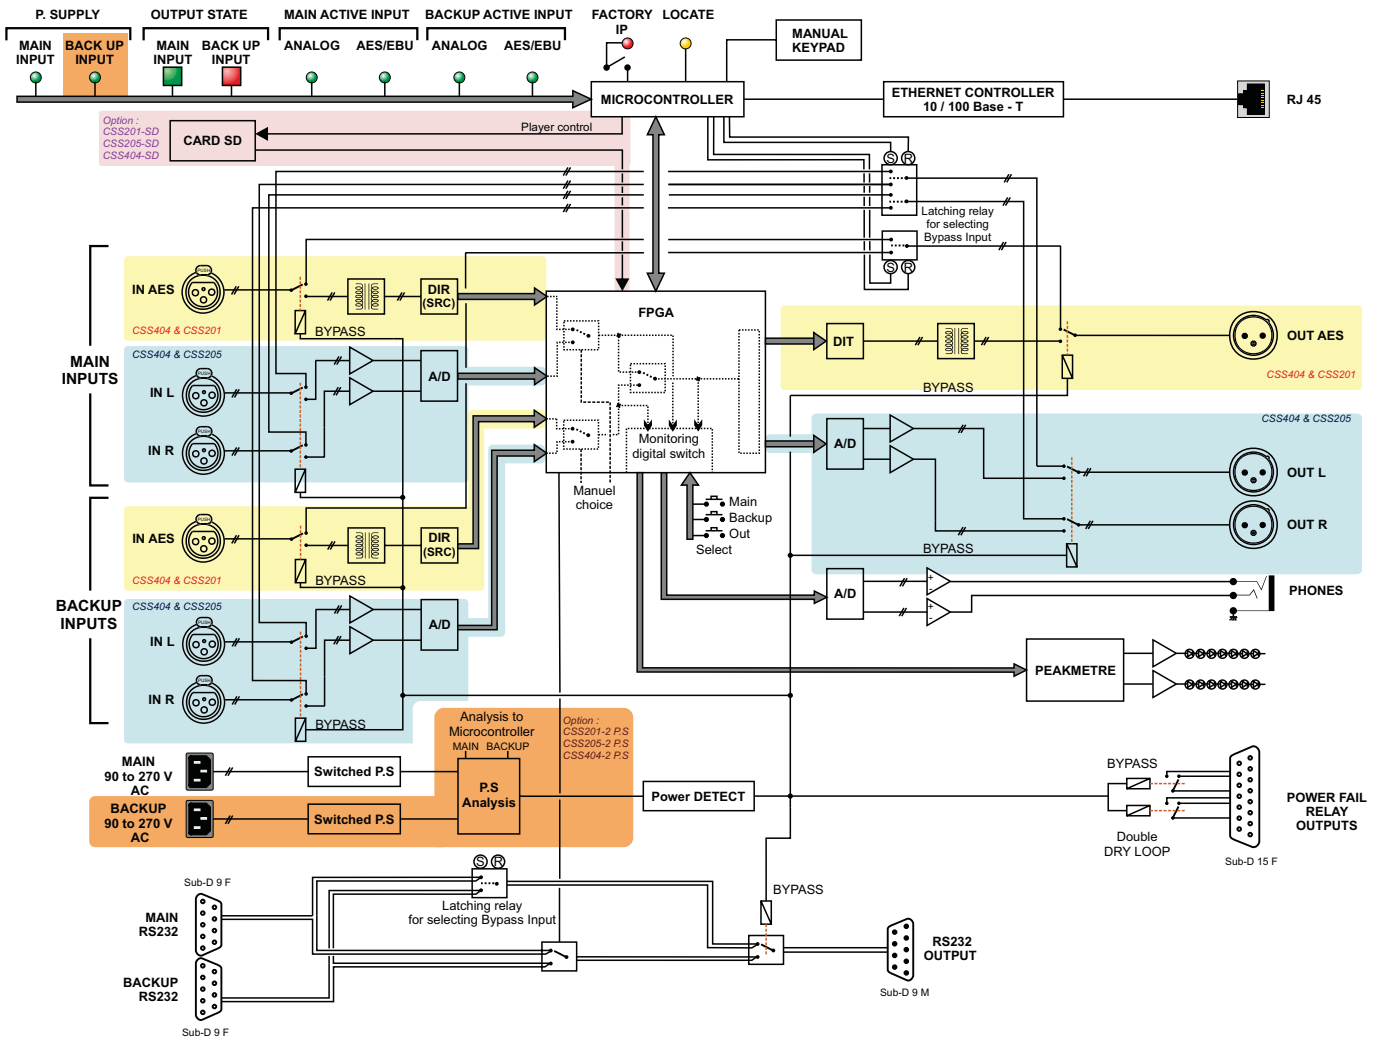 P. SUPPLY
OUTPUT STATE
MAIN ACTIVE INPUT
BACKUP ACTIVE INPUT
FACTORY
IP
LOCATE
MAIN
INPUT
BACK UP
INPUT
MAIN
INPUT
BACK UP
INPUT
ANALOG
AES/EBU
ANALOG
AES/EBU
MANUAL
KEYPAD
MICROCONTROLLER
ETHERNET CONTROLLER
10 / 100 Base - T
RJ 45
Option :
CSS201-SD
CSS205-SD
CSS404-SD
CARD SD
Player control
S R
Latching relay
for selecting
Bypass Input
S R
MAIN
INPUTS
IN AES
PUSH
DIR
(SRC)
CSS404 & CSS201
BYPASS
CSS404 & CSS205
IN L
PUSH
A/D
IN R
PUSH
BYPASS
FPGA
Monitoring
digital switch
Manuel
choice
Main
Backup
Out
Select
DIT
OUT AES
BYPASS
CSS404 & CSS201
CSS404 & CSS205
A/D
OUT L
OUT R
BYPASS
BACKUP
INPUTS
IN AES
PUSH
DIR
(SRC)
CSS404 & CSS201
BYPASS
CSS404 & CSS205
IN L
PUSH
A/D
IN R
PUSH
BYPASS
A/D
+
-
+
-
PHONES
PEAKMETRE
Analysis to
Microcontroller
MAIN BACKUP
Option :
CSS201-2 P.S
CSS205-2 P.S
CSS404-2 P.S
MAIN
90 to 270 V
AC
Switched P.S
P.S
Analysis
BACKUP
90 to 270 V
AC
Switched P.S
Power DETECT
BYPASS
Double
DRY LOOP
POWER FAIL
RELAY
OUTPUTS
Sub-D 15 F
S R
Latching relay
for selecting Bypass Input
Sub-D 9 F
MAIN
RS232
BACKUP
RS232
Sub-D 9 F
BYPASS
RS232
OUTPUT
Sub-D 9 M